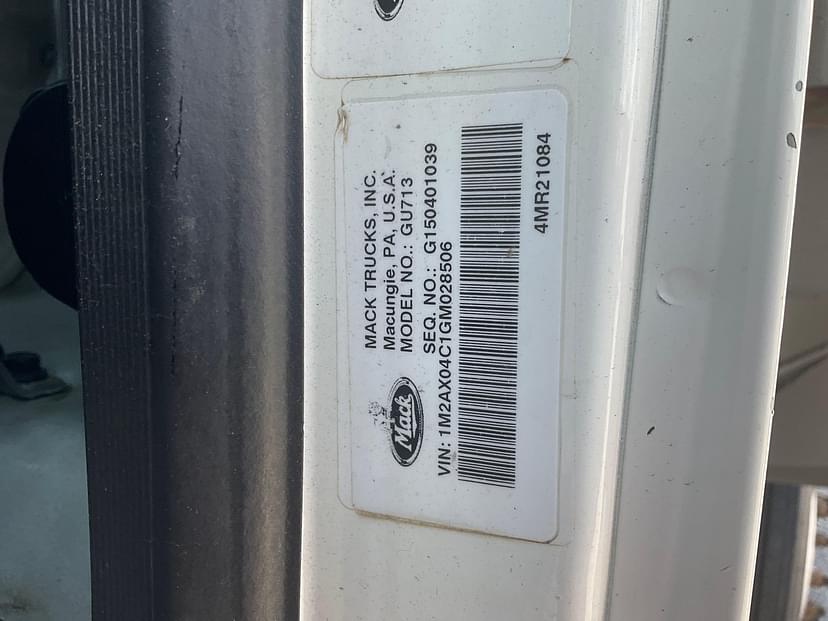 MACK TRUCKS, INC.
Macungie, PA, U.S.A.
MODEL NO.: GU713
SEQ. NO.: G150401039
Mack
VIN: 1M2AX04C1GM028506
4MR21084